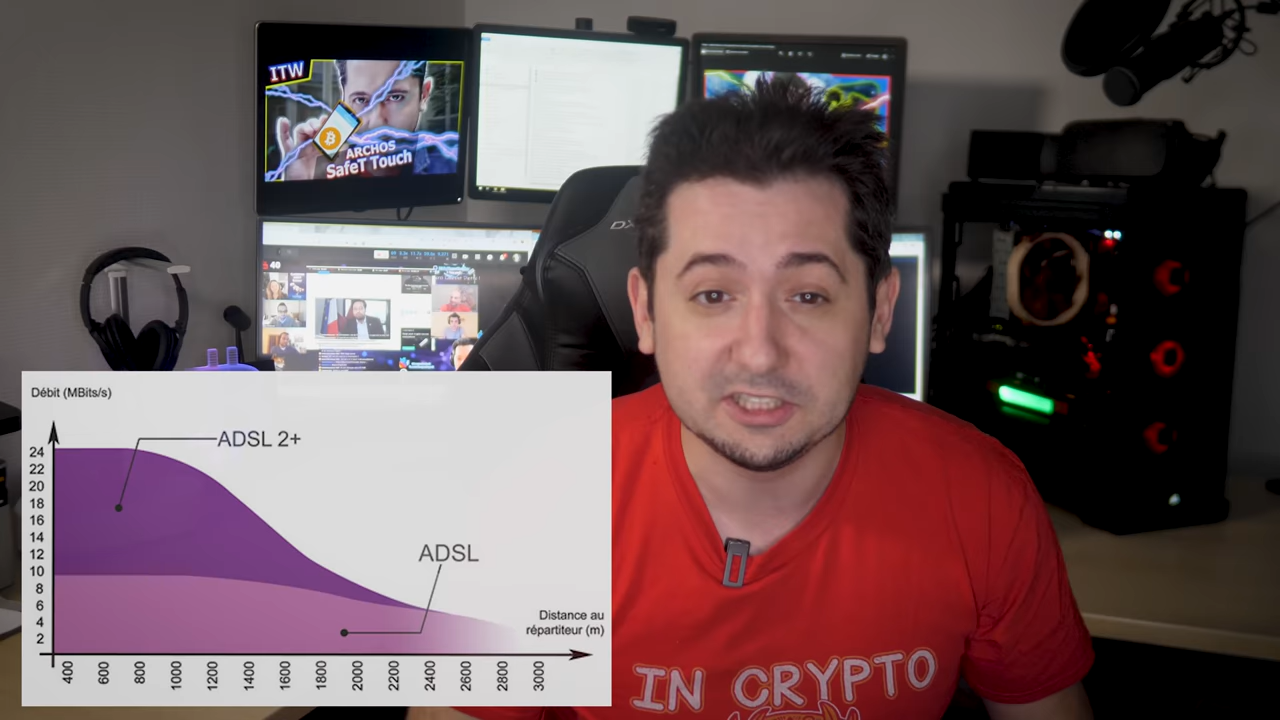 ITW
ARCHOS
SafeT Touch
40
DX
Débit (MBits/s)
ADSL 2+
24
22
20
18
16
14
12
10
8
6
4
2
ADSL
Distance au
répartiteur (m)
400 600 800 1000 1200 1400 1600 1800 2000 2200 2400 2600 2800 3000
IN CRYPTO